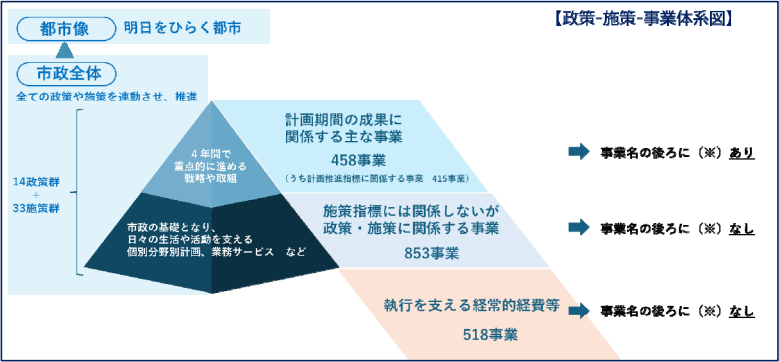 【政策-施策-事業体系図】
都市像 明日をひらく都市
市政全体
全ての政策や施策を連動させ、推進
14政策群
+
33施策群
4年間で
重点的に進める
戦略や取組
市政の基礎となり、
日々の生活や活動を支える
個別分野別計画、業務サービス など
計画期間の成果に
関係する主な事業
458事業
(うち計画推進指標に関係する事業 415事業)
事業名の後ろに(※)あり
施策指標には関係しないが
政策・施策に関係する事業
853事業
事業名の後ろに(※)なし
執行を支える経常的経費等
518事業
事業名の後ろに(※)なし